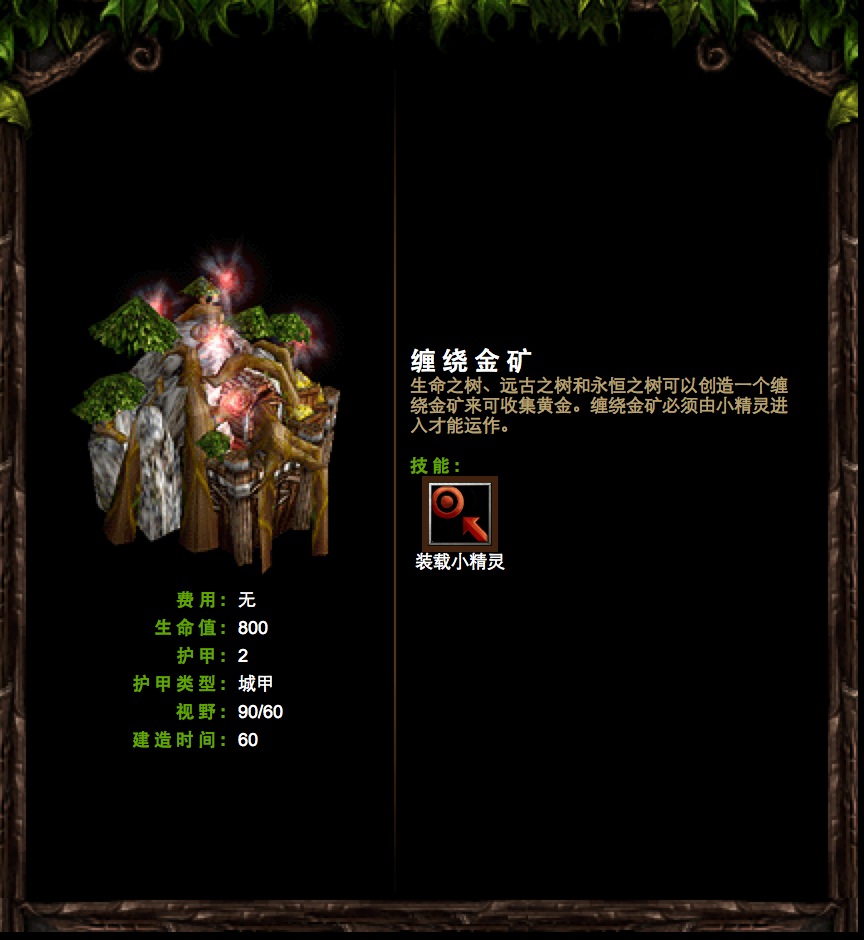 缠绕金矿
生命之树、远古之树和永恒之树可以创造一个缠
绕金矿来可收集黄金。缠绕金矿必须由小精灵进
入才能运作。
技能：
装载小精灵
费用：无
生命值：800
护甲：2
护甲类型：城甲
视野：90/60
建造时间：60